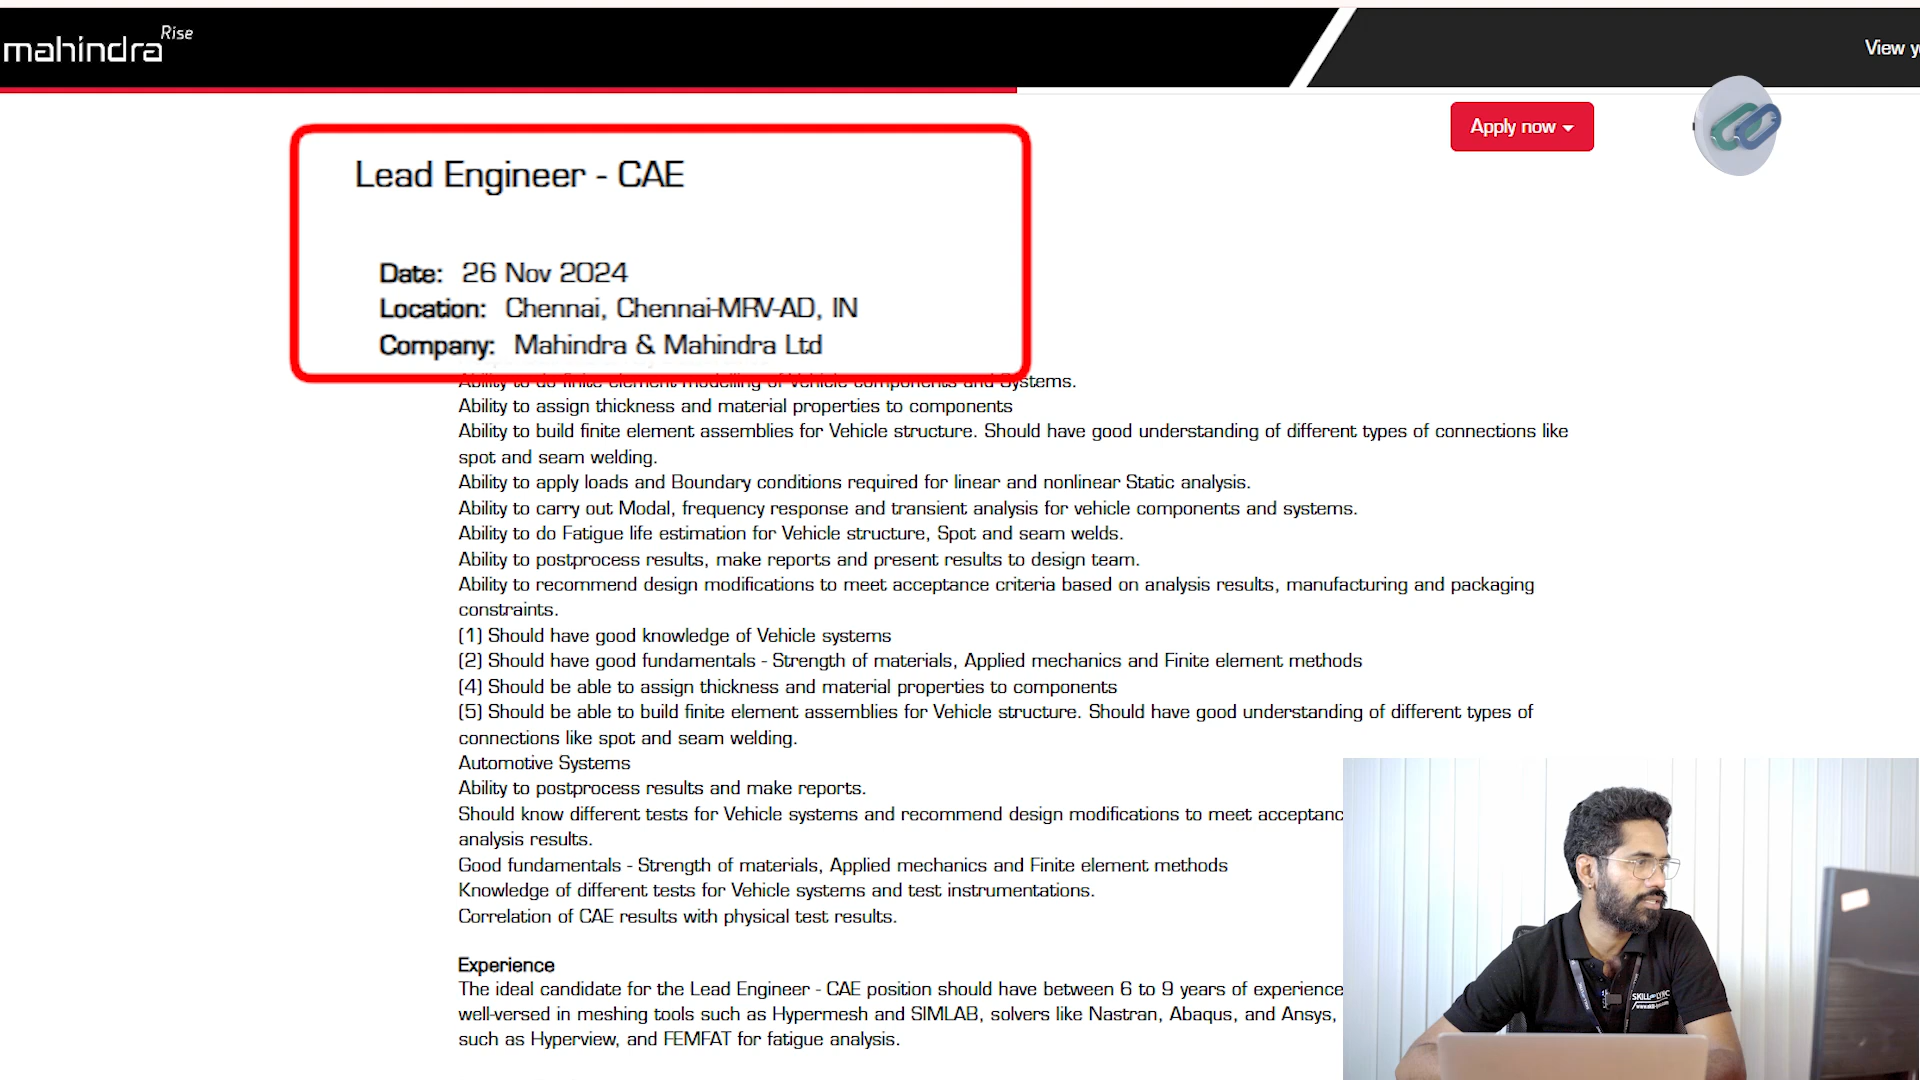 mahindra Rise
View y
Apply now
Lead Engineer - CAE
Date: 26 Nov 2024
Location: Chennai, Chennai-MRV-AD, IN
Company: Mahindra & Mahindra Ltd
Ability to do finite element modelling of Vehicle components and Systems.
Ability to assign thickness and material properties to components
Ability to build finite element assemblies for Vehicle structure. Should have good understanding of different types of connections like
spot and seam welding.
Ability to apply loads and Boundary conditions required for linear and nonlinear Static analysis.
Ability to carry out Modal, frequency response and transient analysis for vehicle components and systems.
Ability to do Fatigue life estimation for Vehicle structure, Spot and seam welds.
Ability to postprocess results, make reports and present results to design team.
Ability to recommend design modifications to meet acceptance criteria based on analysis results, manufacturing and packaging
constraints.
(1) Should have good knowledge of Vehicle systems
(2) Should have good fundamentals - Strength of materials, Applied mechanics and Finite element methods
(4) Should be able to assign thickness and material properties to components
(5) Should be able to build finite element assemblies for Vehicle structure. Should have good understanding of different types of
connections like spot and seam welding.
Automotive Systems
Ability to postprocess results and make reports.
Should know different tests for Vehicle systems and recommend design modifications to meet acceptanc
analysis results.
Good fundamentals - Strength of materials, Applied mechanics and Finite element methods
Knowledge of different tests for Vehicle systems and test instrumentations.
Correlation of CAE results with physical test results.
Experience
The ideal candidate for the Lead Engineer - CAE position should have between 6 to 9 years of experience
well-versed in meshing tools such as Hypermesh and SIMLAB, solvers like Nastran, Abaqus, and Ansys,
such as Hyperview, and FEMFAT for fatigue analysis.